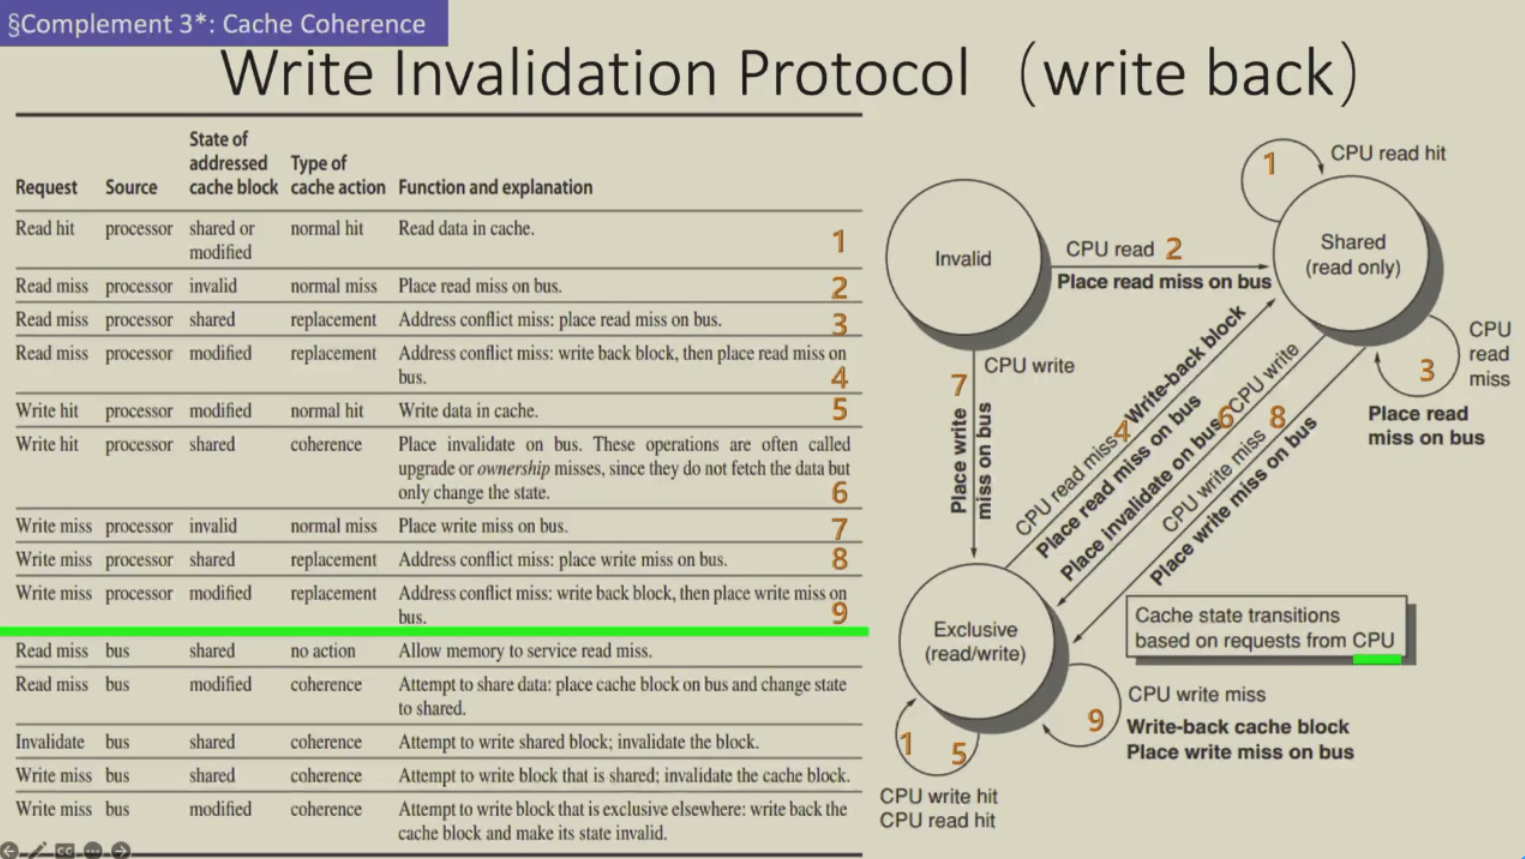 §Complement 3*: Cache Coherence
Write Invalidation Protocol （write back）
State of
addressed Type of
Request Source cache block cache action Function and explanation
Read hit processor shared or normal hit Read data in cache.
modified 1
Read miss processor invalid normal miss Place read miss on bus. 2
Read miss processor shared replacement Address conflict miss: place read miss on bus. 3
Read miss processor modified replacement Address conflict miss: write back block, then place read miss on
bus. 4
Write hit processor modified normal hit Write data in cache. 5
Write hit processor shared coherence Place invalidate on bus. These operations are often called
upgrade or ownership misses, since they do not fetch the data but
only change the state. 6
Write miss processor invalid normal miss Place write miss on bus. 7
Write miss processor shared replacement Address conflict miss: place write miss on bus. 8
Write miss processor modified replacement Address conflict miss: write back block, then place write miss on
bus. 9
Read miss bus shared no action Allow memory to service read miss.
Read miss bus modified coherence Attempt to share data: place cache block on bus and change state
to shared.
Invalidate bus shared coherence Attempt to write shared block; invalidate the block.
Write miss bus shared coherence Attempt to write block that is shared; invalidate the cache block.
Write miss bus modified coherence Attempt to write block that is exclusive elsewhere: write back the
cache block and make its state invalid.
1 CPU read hit
Invalid
CPU read 2
Place read miss on bus
Shared
(read only)
CPU
read
miss
3
Place read
miss on bus
CPU write
7
Place write
miss on bus
CPU read miss 4 Write-back block
Place read miss on bus
Place invalidate on bus 6 CPU write
CPU write miss 8
Place write miss on bus
Exclusive
(read/write)
Cache state transitions
based on requests from CPU
CPU write miss
9
Write-back cache block
Place write miss on bus
1 5
CPU write hit
CPU read hit
CC